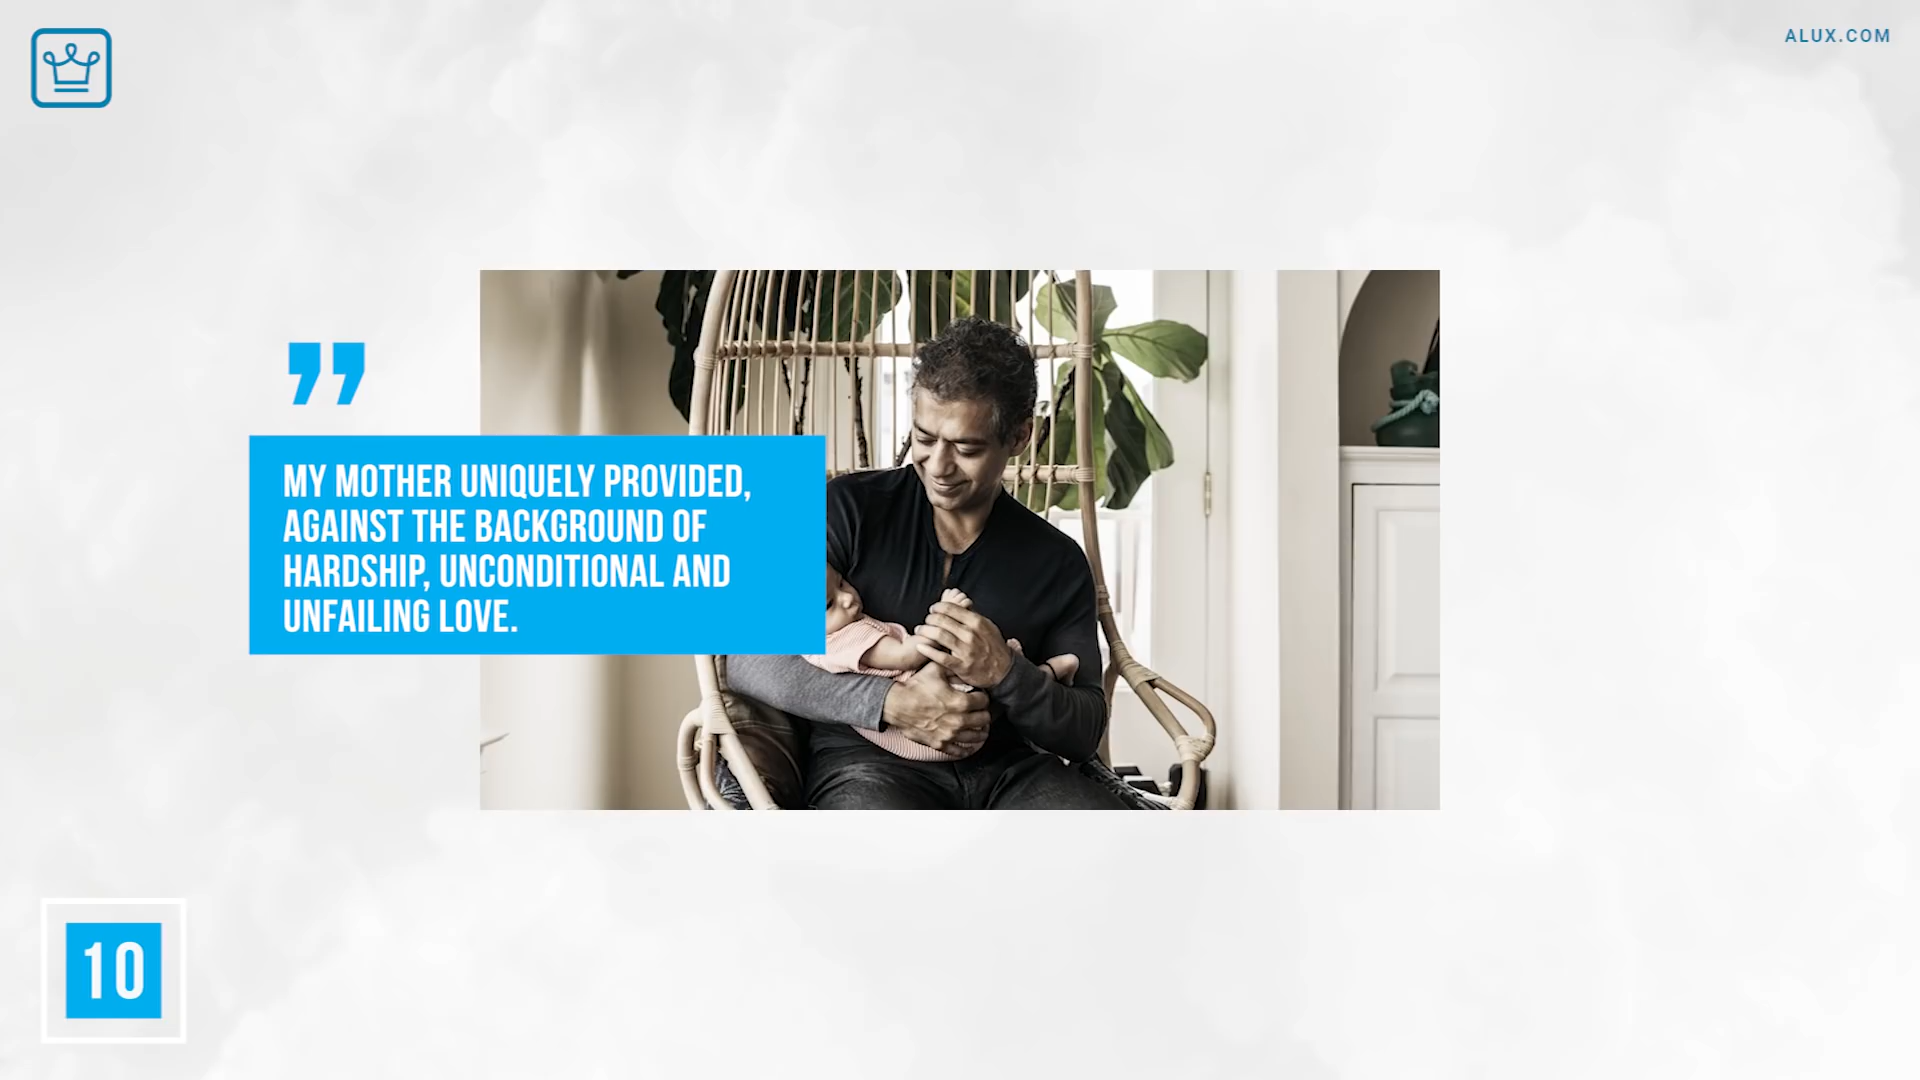 ALUX.COM
”
MY MOTHER UNIQUELY PROVIDED,
AGAINST THE BACKGROUND OF
HARDSHIP, UNCONDITIONAL AND
UNFAILING LOVE.
10